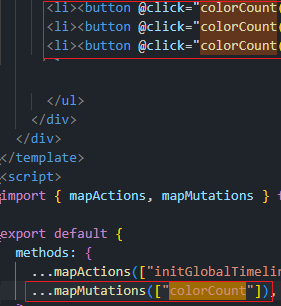 <li><button @click="colorCount(
<li><button @click="colorCount(
<li><button @click="colorCount(
</ul>
</div>
</div>
</template>
<script>
import { mapActions, mapMutations } f
export default {
methods: {
...mapActions(["initGlobalTimelin
...mapMutations(["colorCount"]),